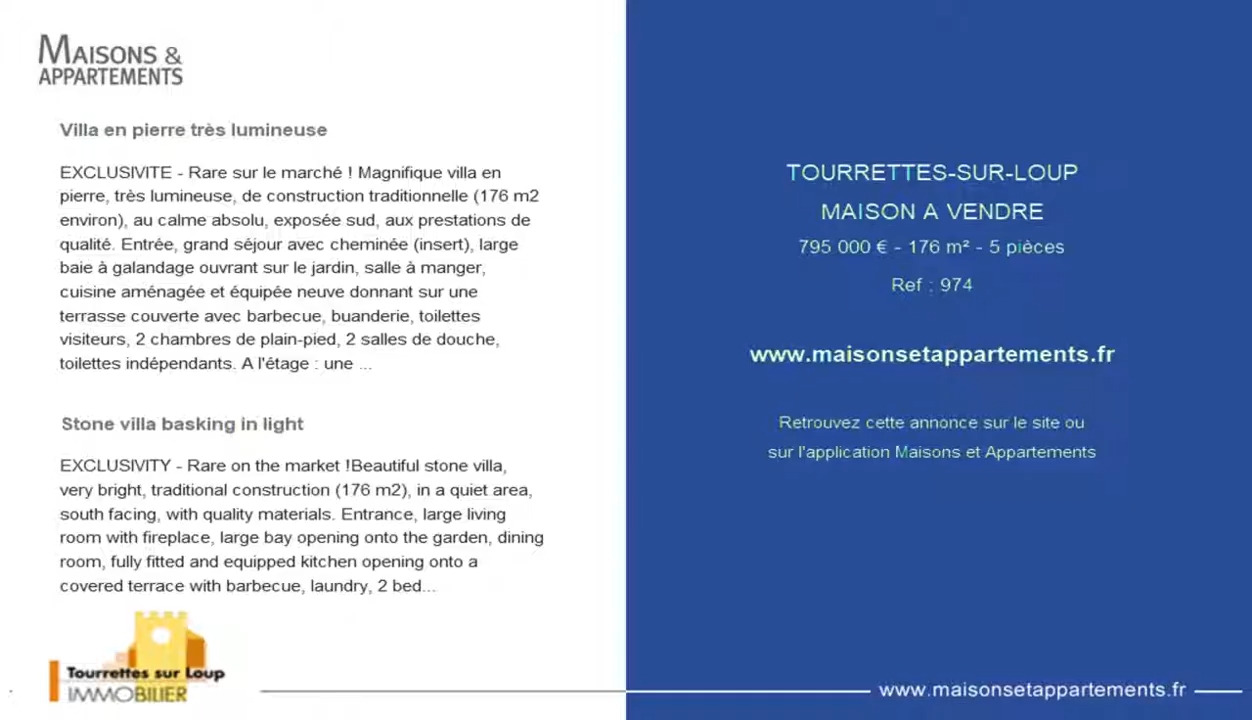 MAISONS &
APPARTEMENTS
Villa en pierre très lumineuse
EXCLUSIVITE - Rare sur le marché ! Magnifique villa en
pierre, très lumineuse, de construction traditionnelle (176 m2
environ), au calme absolu, exposée sud, aux prestations de
qualité. Entrée, grand séjour avec cheminée (insert), large
baie à galandage ouvrant sur le jardin, salle à manger,
cuisine aménagée et équipée neuve donnant sur une
terrasse couverte avec barbecue, buanderie, toilettes
visiteurs, 2 chambres de plain-pied, 2 salles de douche,
toilettes indépendants. A l'étage : une ...
Stone villa basking in light
EXCLUSIVITY - Rare on the market !Beautiful stone villa,
very bright, traditional construction (176 m2), in a quiet area,
south facing, with quality materials. Entrance, large living
room with fireplace, large bay opening onto the garden, dining
room, fully fitted and equipped kitchen opening onto a
covered terrace with barbecue, laundry, 2 bed...
Tourrettes sur Loup
IMMOBILIER
TOURRETTES-SUR-LOUP
MAISON A VENDRE
795 000 € - 176 m² - 5 pièces
Ref : 974
www.maisonsetappartements.fr
Retrouvez cette annonce sur le site ou
sur l'application Maisons et Appartements
www.maisonsetappartements.fr